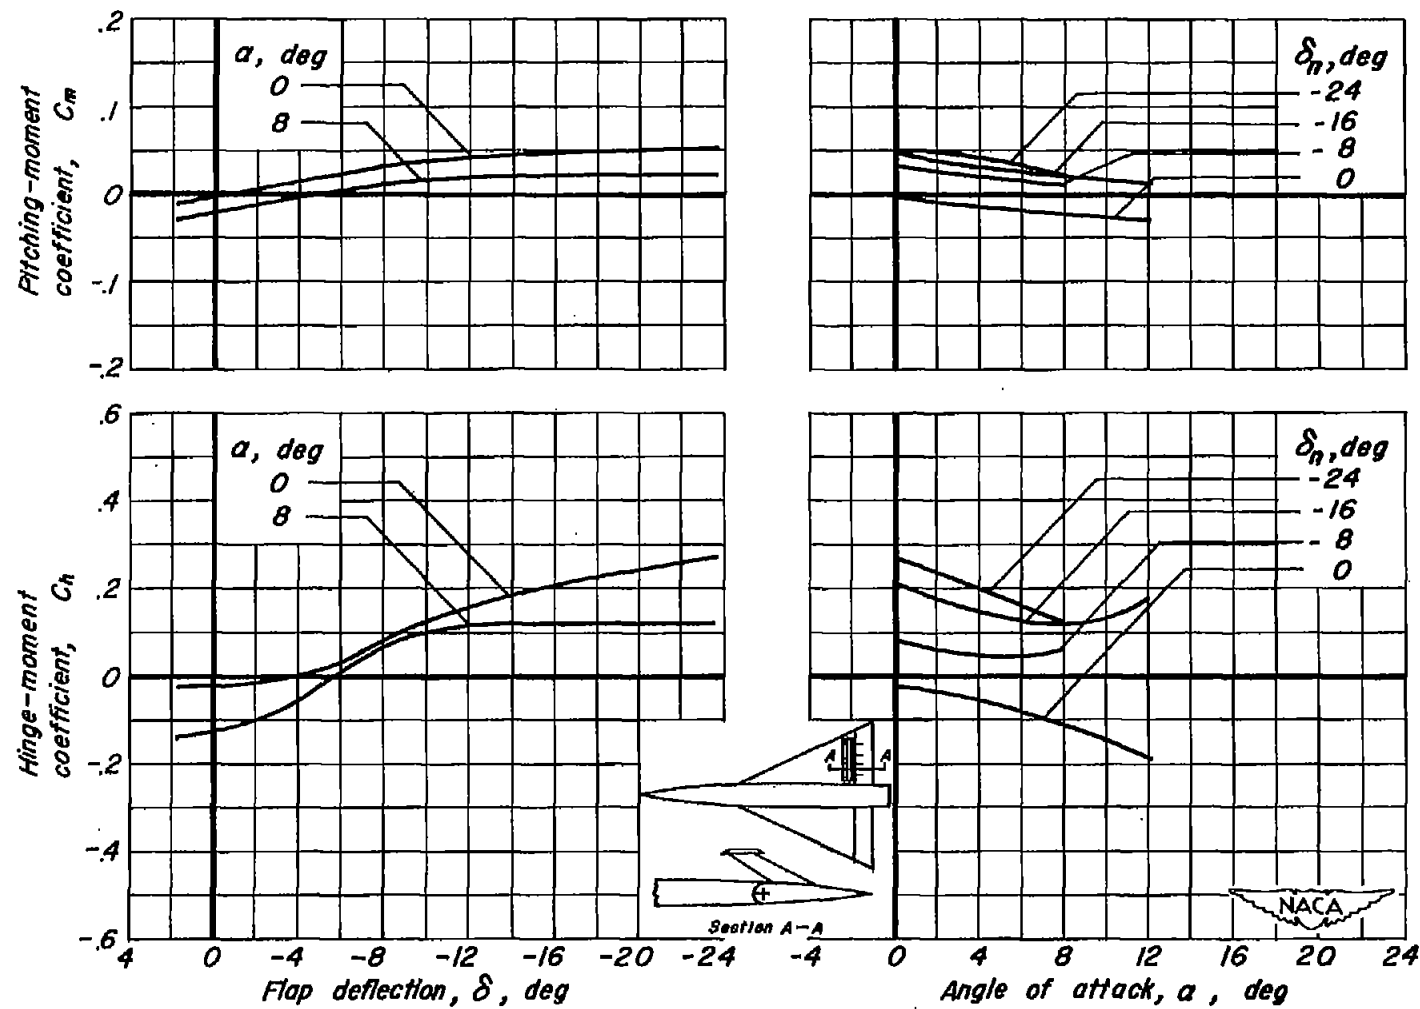 Pitching-moment
coefficient, Cm
.2
.1
0
-.1
-.2
α, deg
0
8
δn, deg
-24
-16
-8
0
Hinge-moment
coefficient, Ch
.6
.4
.2
0
-.2
-.4
-.6
α, deg
0
8
δn, deg
-24
-16
-8
0
A A
Section A-A
NACA
4 0 -4 -8 -12 -16 -20 -24
Flap deflection, δ, deg
-4 0 4 8 12 16 20 24
Angle of attack, α, deg